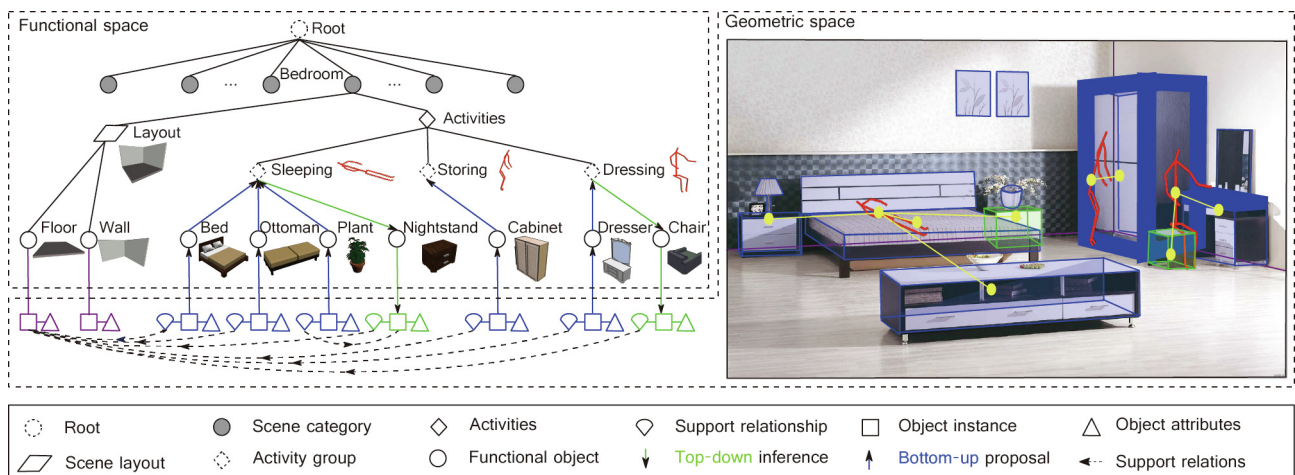 Functional space
Geometric space
Root
...
Bedroom
...
Layout
Activities
Sleeping
Storing
Dressing
Floor
Wall
Bed
Ottoman
Plant
Nightstand
Cabinet
Dresser
Chair
Root
Scene category
Activities
Support relationship
Object instance
Object attributes
Scene layout
Activity group
Functional object
Top-down inference
Bottom-up proposal
Support relations